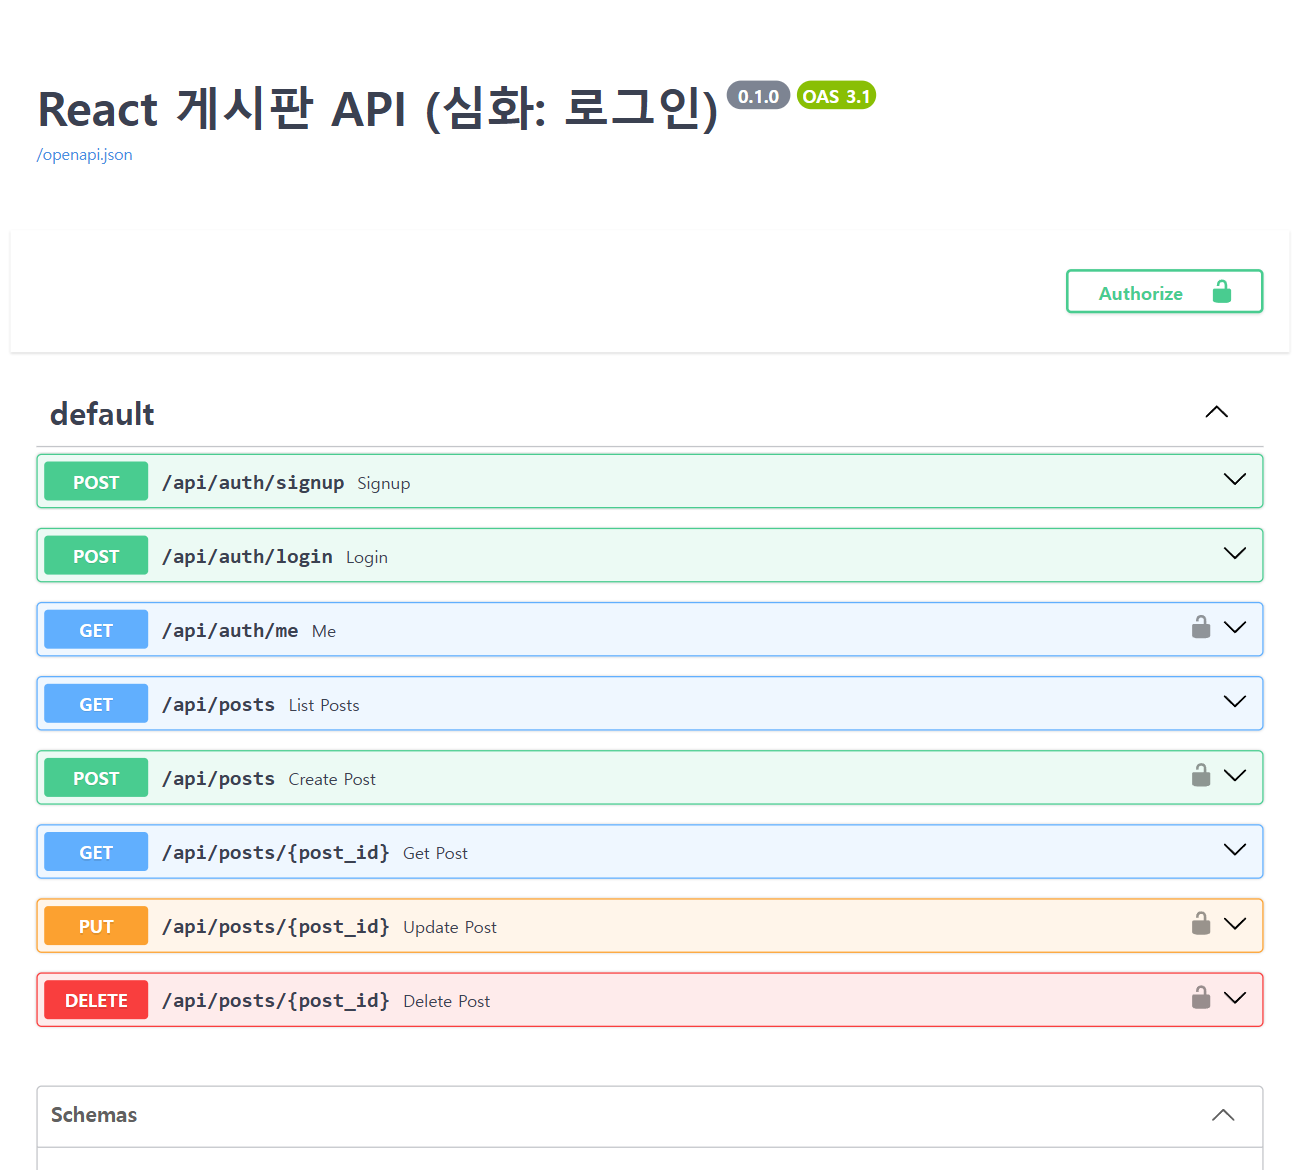 React 게시판 API (심화: 로그인) 0.1.0 OAS 3.1
/openapi.json
Authorize
default
POST /api/auth/signup Signup
POST /api/auth/login Login
GET /api/auth/me Me
GET /api/posts List Posts
POST /api/posts Create Post
GET /api/posts/{post_id} Get Post
PUT /api/posts/{post_id} Update Post
DELETE /api/posts/{post_id} Delete Post
Schemas